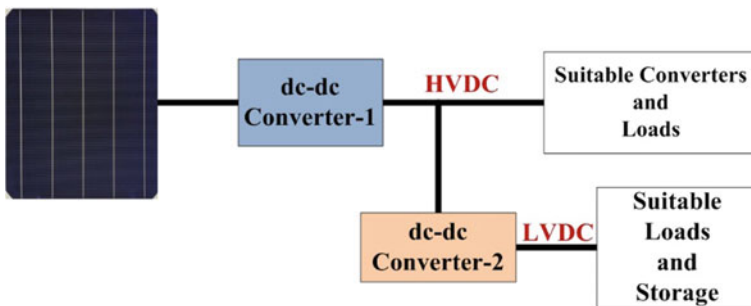 dc-dc
Converter-1
HVDC
Suitable Converters
and
Loads
dc-dc
Converter-2
LVDC
Suitable
Loads
and
Storage